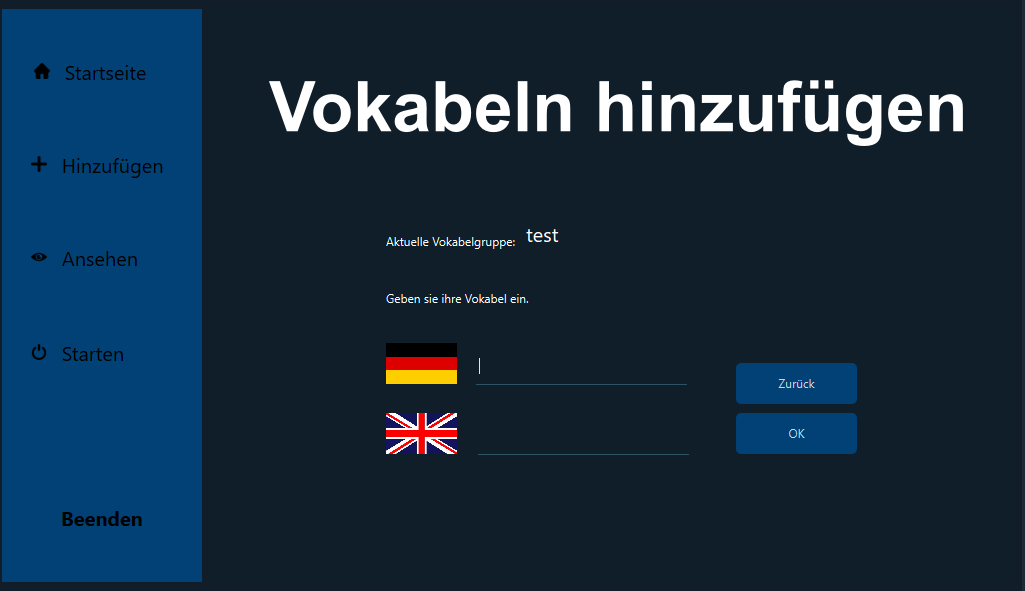 Startseite
Hinzufügen
Ansehen
Starten
Beenden
Vokabeln hinzufügen
Aktuelle Vokabelgruppe: test
Geben sie ihre Vokabel ein.
Zurück
OK